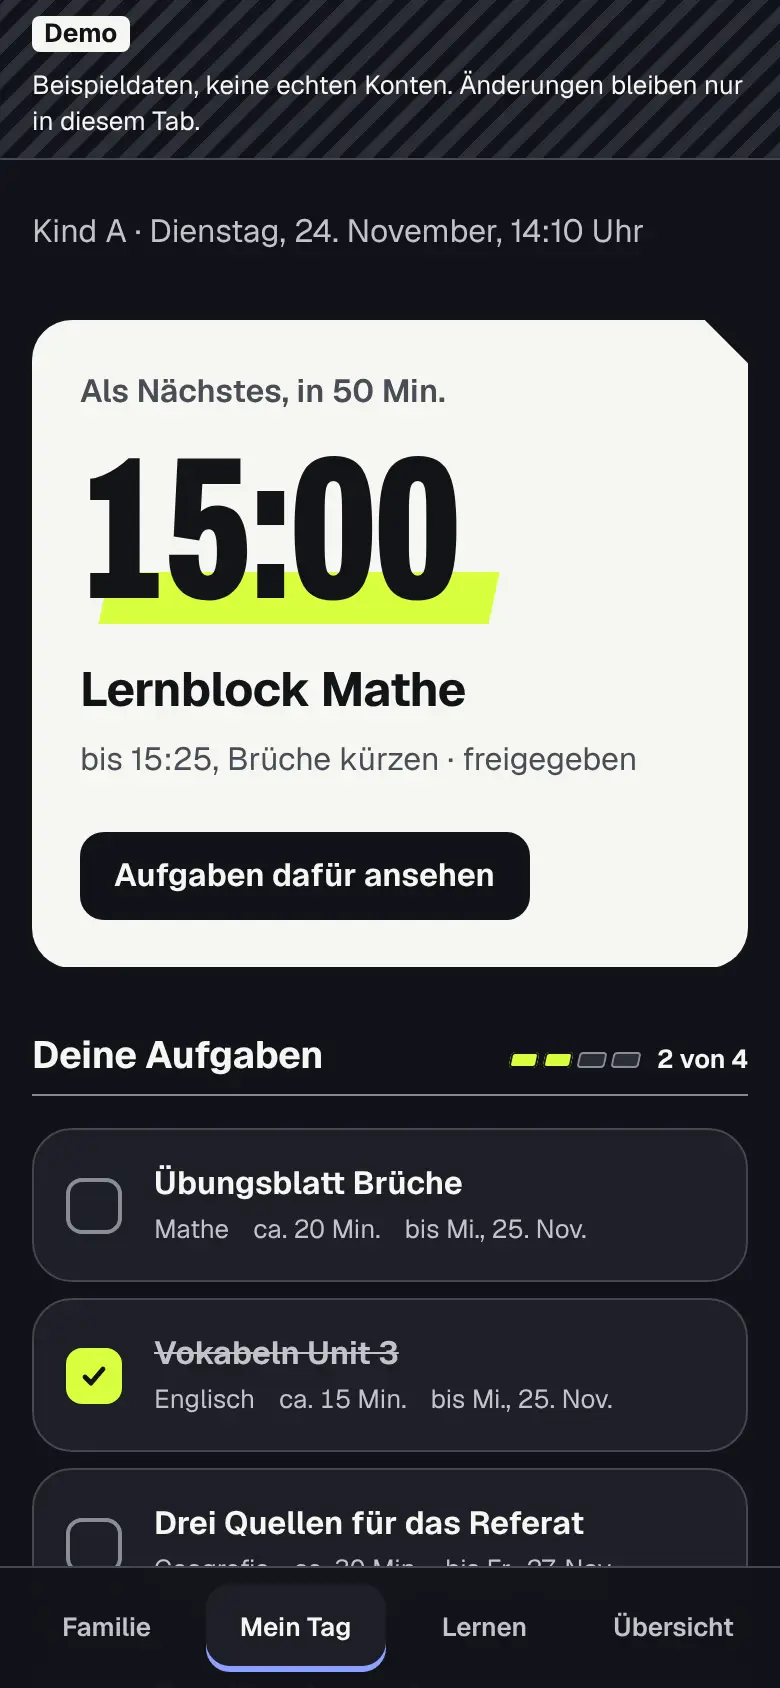 Demo
Beispieldaten, keine echten Konten. Änderungen bleiben nur
in diesem Tab.
Kind A · Dienstag, 24. November, 14:10 Uhr
Als Nächstes, in 50 Min.
15:00
Lernblock Mathe
bis 15:25, Brüche kürzen · freigegeben
Aufgaben dafür ansehen
Deine Aufgaben 2 von 4
Übungsblatt Brüche
Mathe ca. 20 Min. bis Mi., 25. Nov.
Vokabeln Unit 3
Englisch ca. 15 Min. bis Mi., 25. Nov.
Drei Quellen für das Referat
Familie Mein Tag Lernen Übersicht